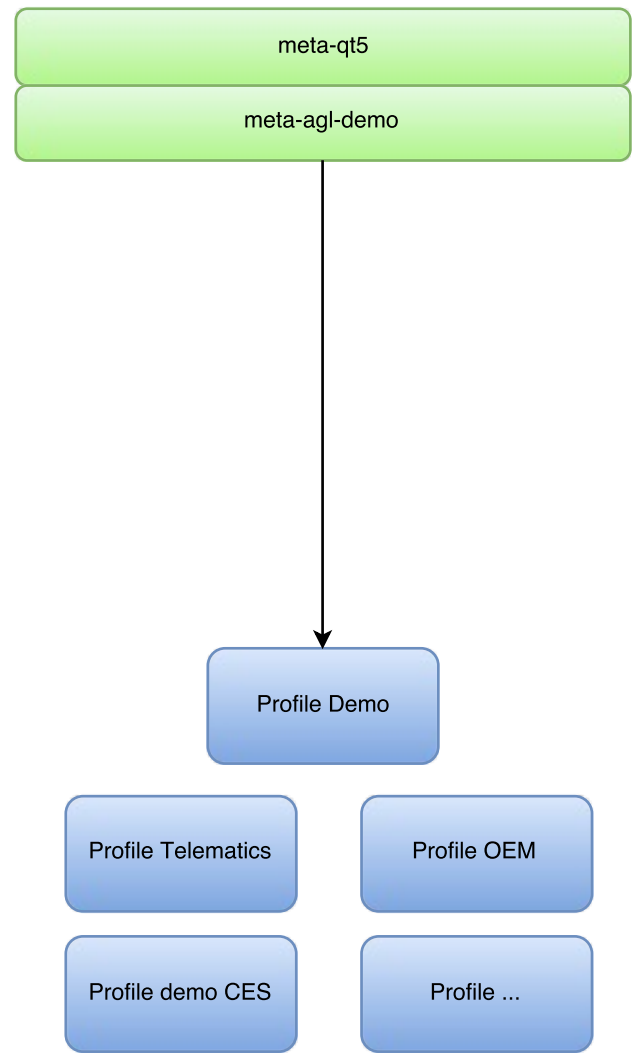 meta-qt5
meta-agl-demo
Profile Demo
Profile Telematics
Profile OEM
Profile demo CES
Profile ...